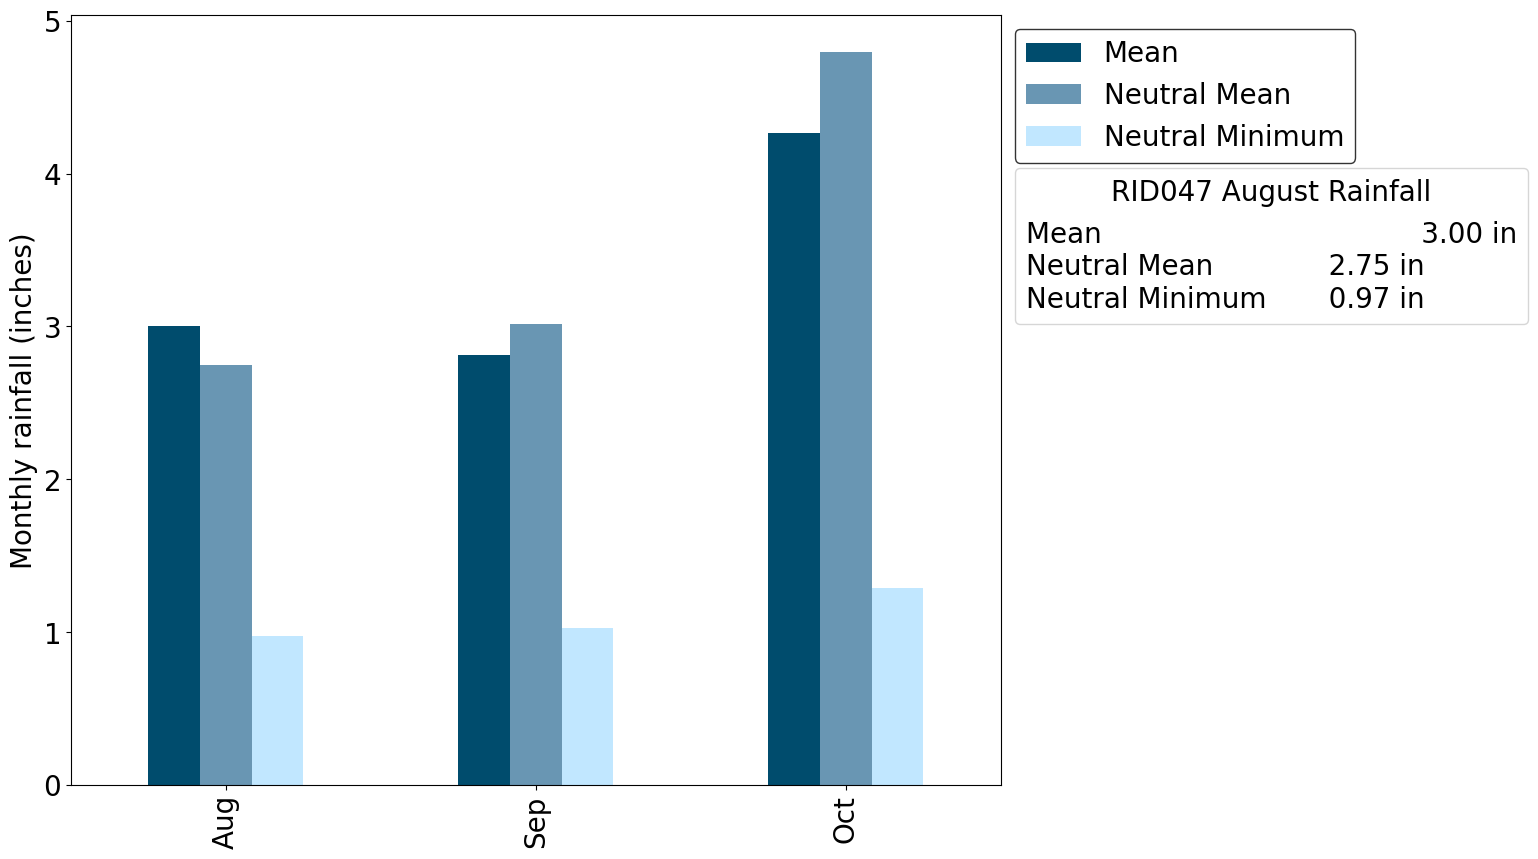 5
4
3
2
1
0
Monthly rainfall (inches)
Aug
Sep
Oct
Mean
Neutral Mean
Neutral Minimum
RID047 August Rainfall
Mean 3.00 in
Neutral Mean 2.75 in
Neutral Minimum 0.97 in